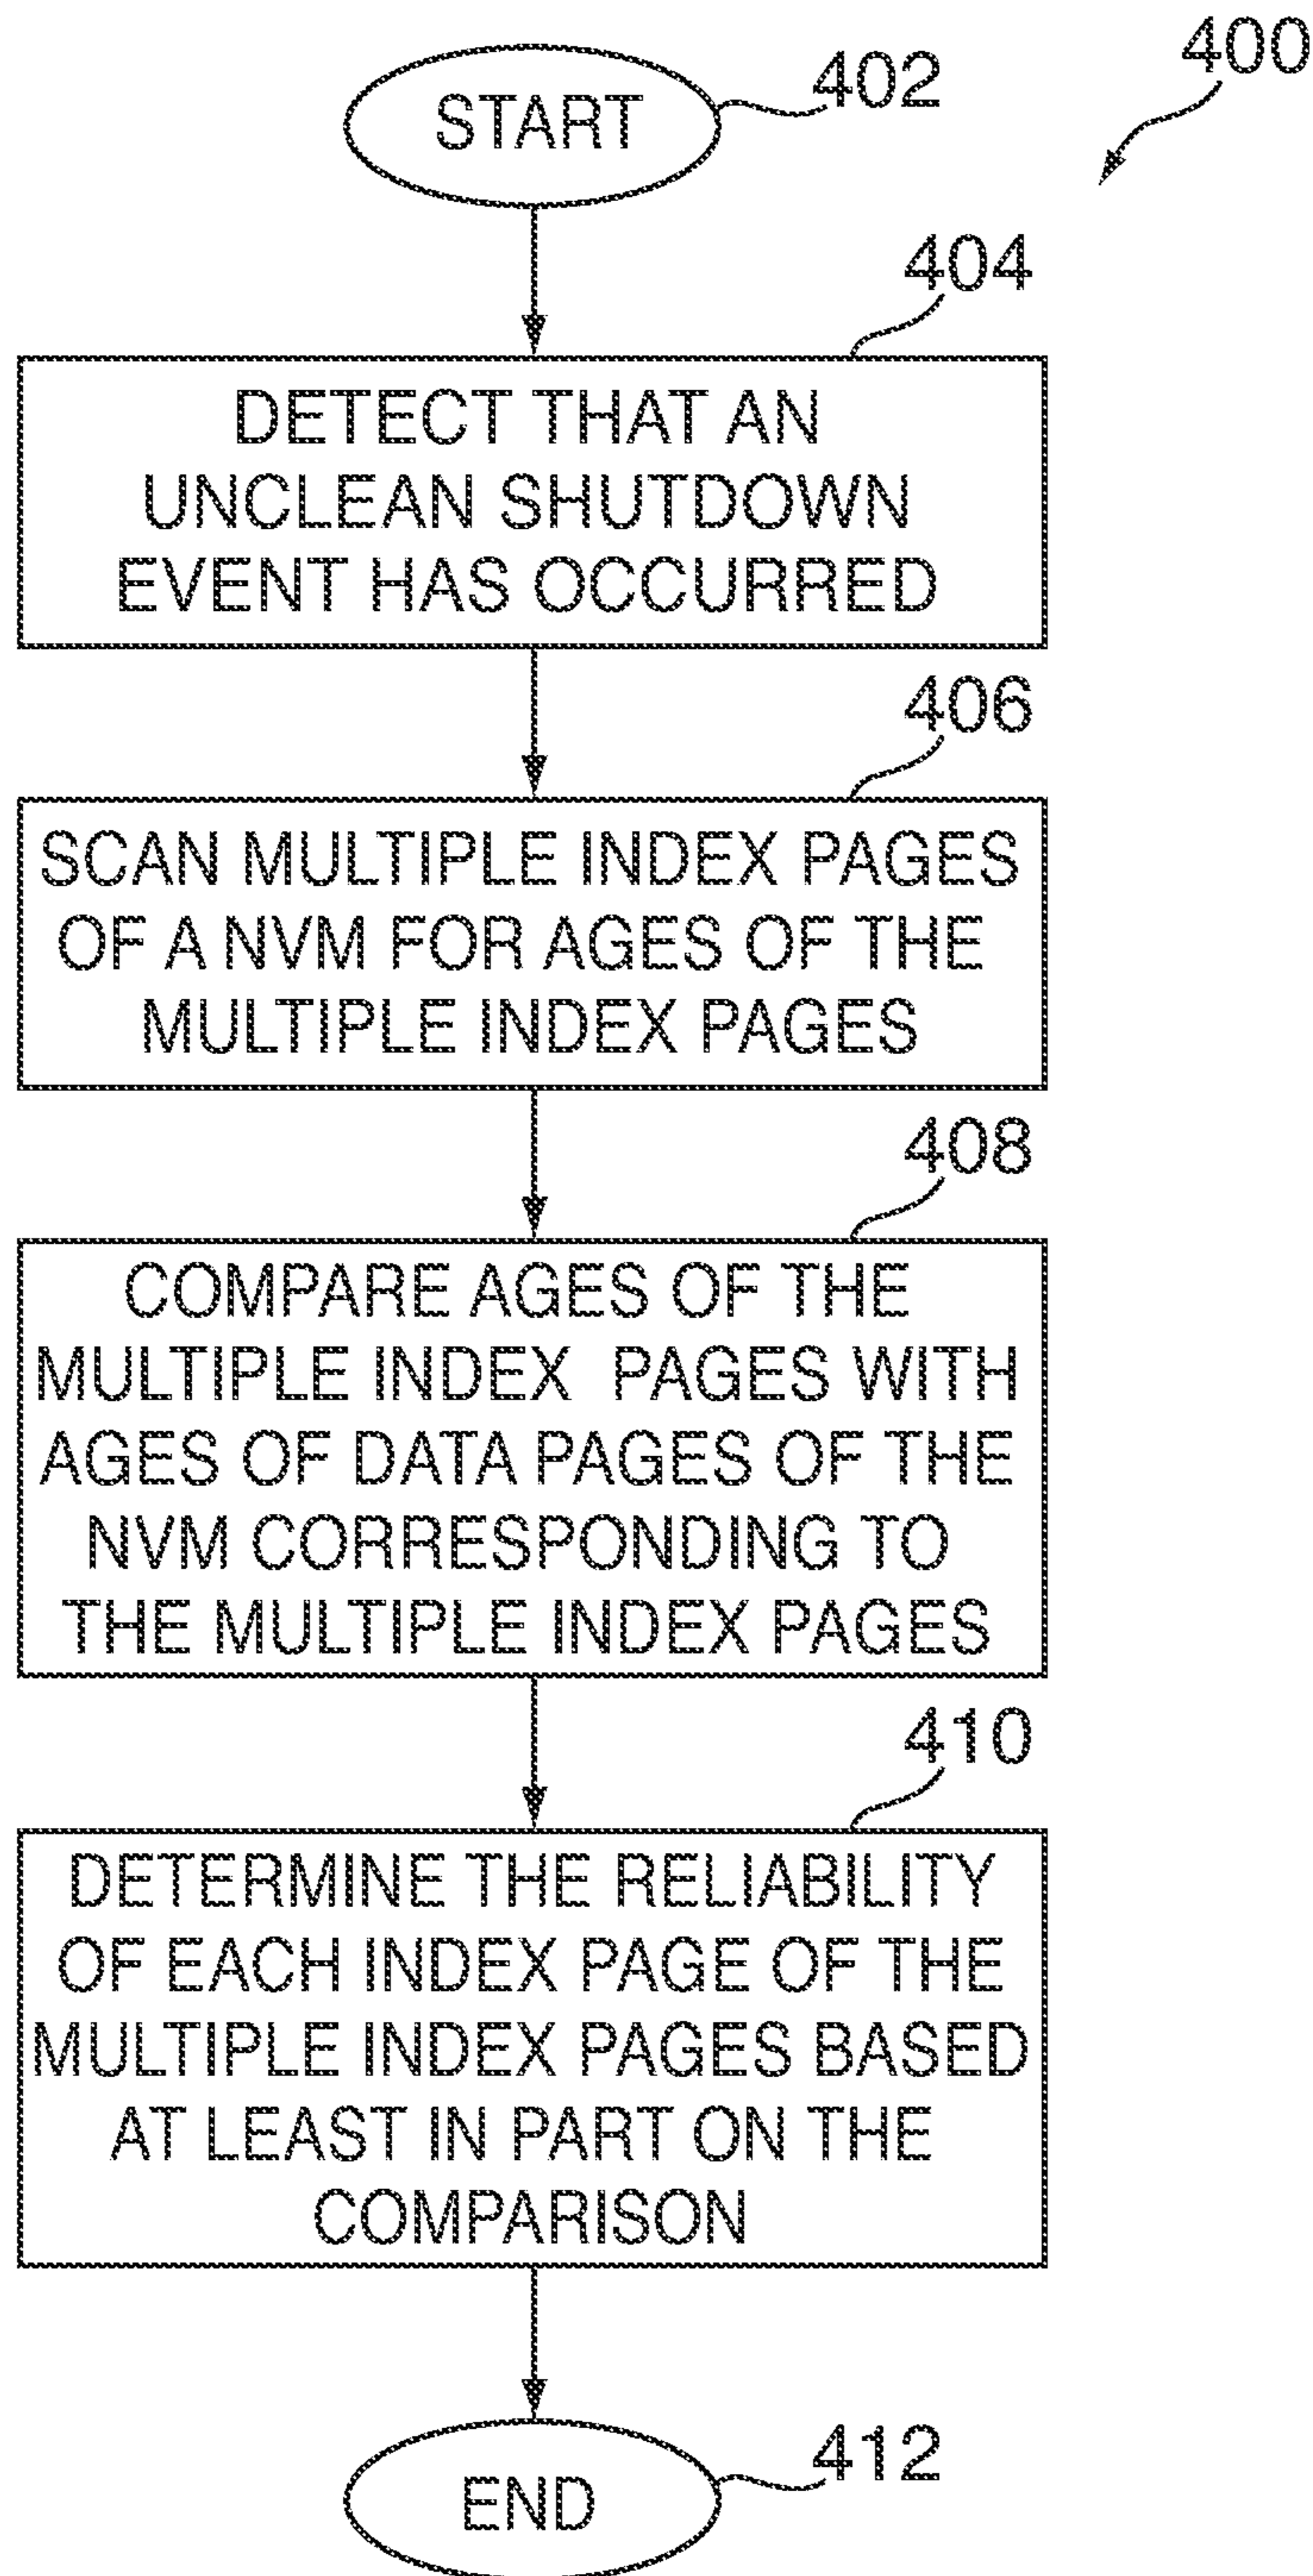 400
START
402
404
DETECT THAT AN
UNCLEAN SHUTDOWN
EVENT HAS OCCURRED
406
SCAN MULTIPLE INDEX PAGES
OF A NVM FOR AGES OF THE
MULTIPLE INDEX PAGES
408
COMPARE AGES OF THE
MULTIPLE INDEX PAGES WITH
AGES OF DATA PAGES OF THE
NVM CORRESPONDING TO
THE MULTIPLE INDEX PAGES
410
DETERMINE THE RELIABILITY
OF EACH INDEX PAGE OF THE
MULTIPLE INDEX PAGES BASED
AT LEAST IN PART ON THE
COMPARISON
END
412